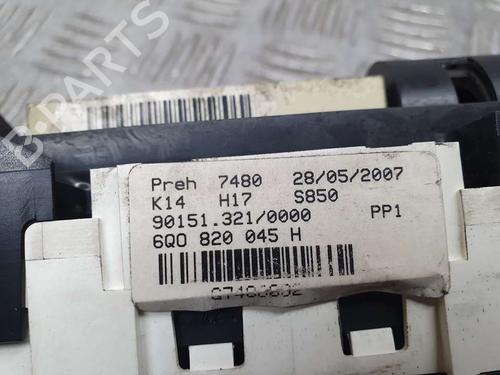 B PARTS
Preh 7480 28/05/2007
K14 H17 S850
90151.321/0000 PP1
6Q0 820 045 H